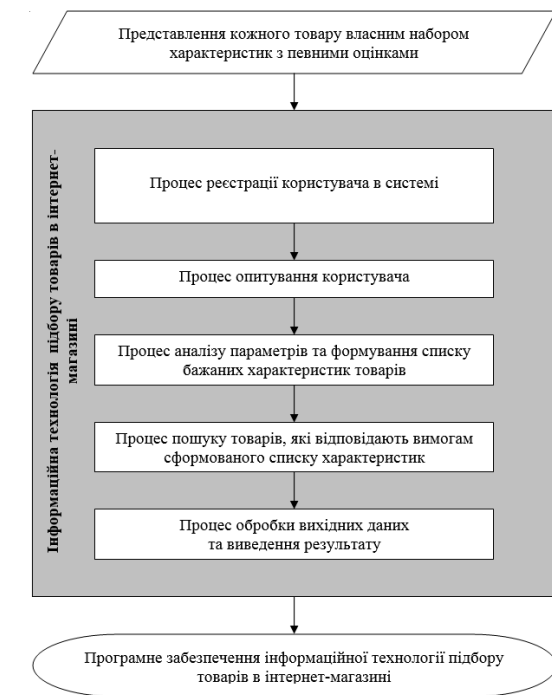 Представлення кожного товару власним набором
характеристик з певними оцінками
Інформаційна технологія підбору товарів в інтернет-
магазині
Процес реєстрації користувача в системі
Процес опитування користувача
Процес аналізу параметрів та формування списку
бажаних характеристик товарів
Процес пошуку товарів, які відповідають вимогам
сформованого списку характеристик
Процес обробки вихідних даних
та виведення результату
Програмне забезпечення інформаційної технології підбору
товарів в інтернет-магазині